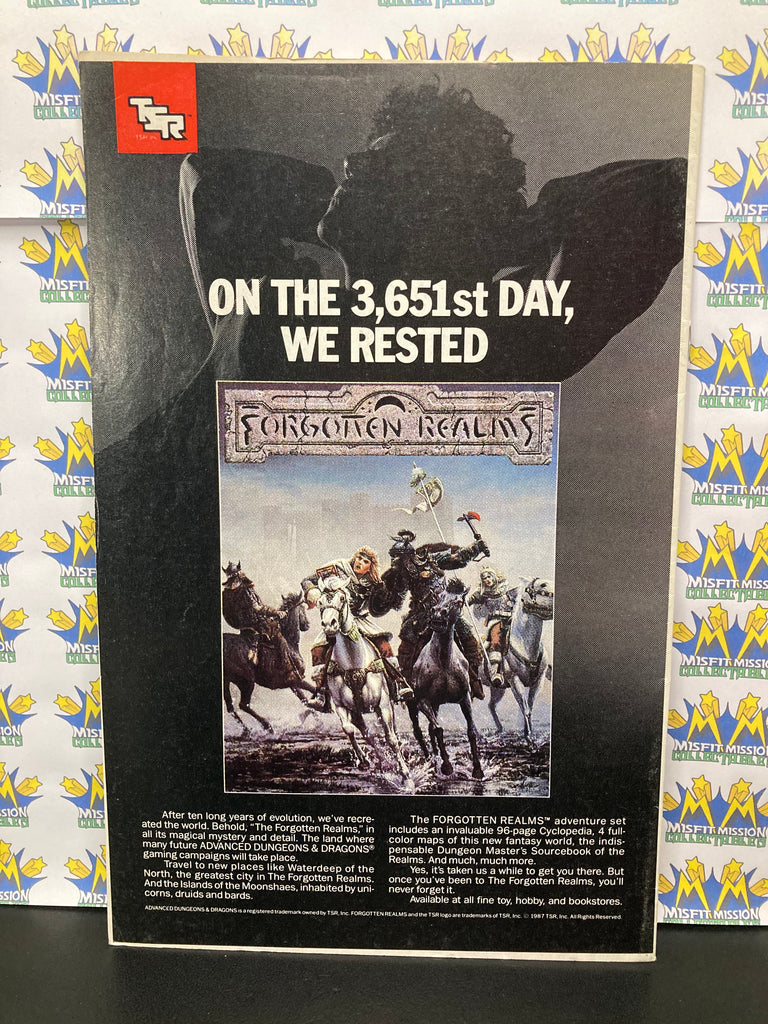 TSR™
TSR, Inc.
ON THE 3,651st DAY,
WE RESTED
FORGOTTEN REALMS
After ten long years of evolution, we've recre-
ated the world. Behold, "The Forgotten Realms," in
all its magical mystery and detail. The land where
many future ADVANCED DUNGEONS & DRAGONS®
gaming campaigns will take place.
Travel to new places like Waterdeep of the
North, the greatest city in The Forgotten Realms.
And the Islands of the Moonshaes, inhabited by uni-
corns, druids and bards.
The FORGOTTEN REALMS™ adventure set
includes an invaluable 96-page Cyclopedia, 4 full-
color maps of this new fantasy world, the indis-
pensable Dungeon Master's Sourcebook of the
Realms. And much, much more.
Yes, it's taken us a while to get you there. But
once you've been to The Forgotten Realms, you'll
never forget it.
Available at all fine toy, hobby, and bookstores.
ADVANCED DUNGEONS & DRAGONS is a registered trademark owned by TSR, Inc. FORGOTTEN REALMS and the TSR logo are trademarks of TSR, Inc. © 1987 TSR, Inc. All Rights Reserved.
MISFIT MISSION
COLLECTABLES